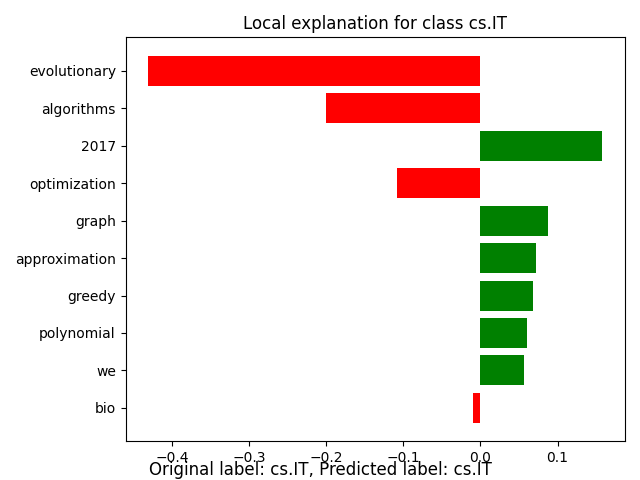 Local explanation for class cs.IT
evolutionary
algorithms
2017
optimization
graph
approximation
greedy
polynomial
we
bio
−0.4 −0.3 −0.2 −0.1 0.0 0.1
Original label: cs.IT, Predicted label: cs.IT